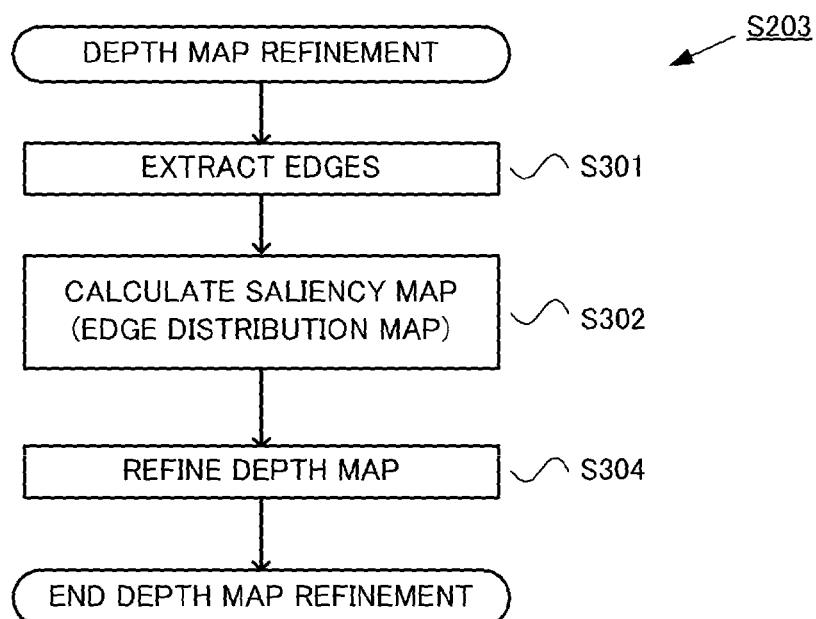 S203
DEPTH MAP REFINEMENT
EXTRACT EDGES
S301
CALCULATE SALIENCY MAP
(EDGE DISTRIBUTION MAP)
S302
REFINE DEPTH MAP
S304
END DEPTH MAP REFINEMENT